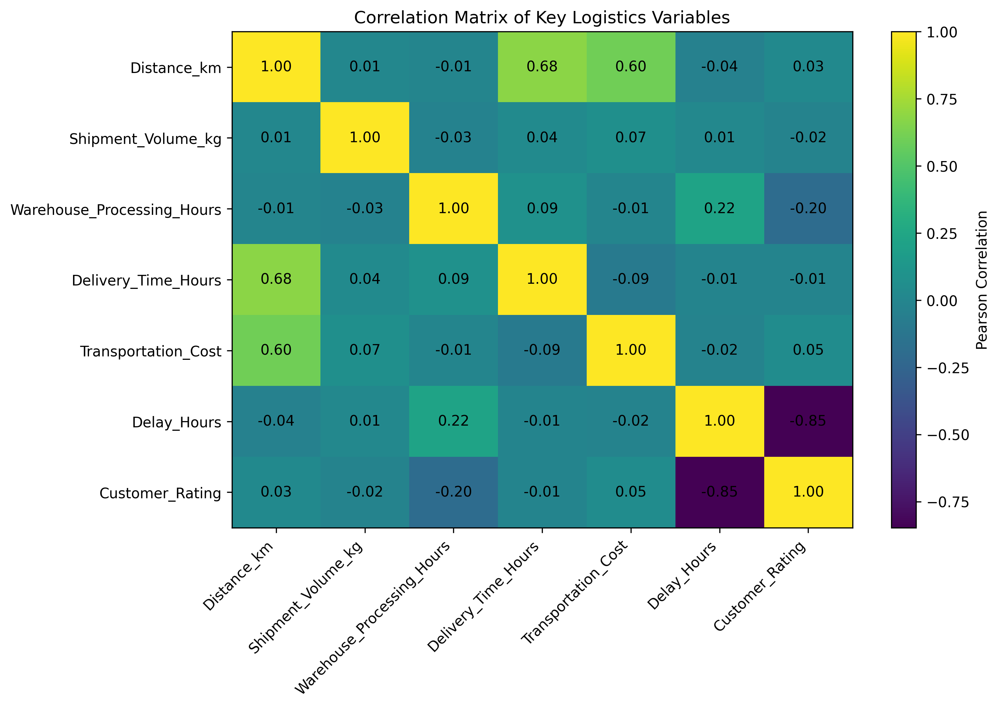 Correlation Matrix of Key Logistics Variables
Distance_km 1.00 0.01 -0.01 0.68 0.60 -0.04 0.03
Shipment_Volume_kg 0.01 1.00 -0.03 0.04 0.07 0.01 -0.02
Warehouse_Processing_Hours -0.01 -0.03 1.00 0.09 -0.01 0.22 -0.20
Delivery_Time_Hours 0.68 0.04 0.09 1.00 -0.09 -0.01 -0.01
Transportation_Cost 0.60 0.07 -0.01 -0.09 1.00 -0.02 0.05
Delay_Hours -0.04 0.01 0.22 -0.01 -0.02 1.00 -0.85
Customer_Rating 0.03 -0.02 -0.20 -0.01 0.05 -0.85 1.00
Distance_km
Shipment_Volume_kg
Warehouse_Processing_Hours
Delivery_Time_Hours
Transportation_Cost
Delay_Hours
Customer_Rating
1.00
0.75
0.50
0.25
0.00
−0.25
−0.50
−0.75
Pearson Correlation